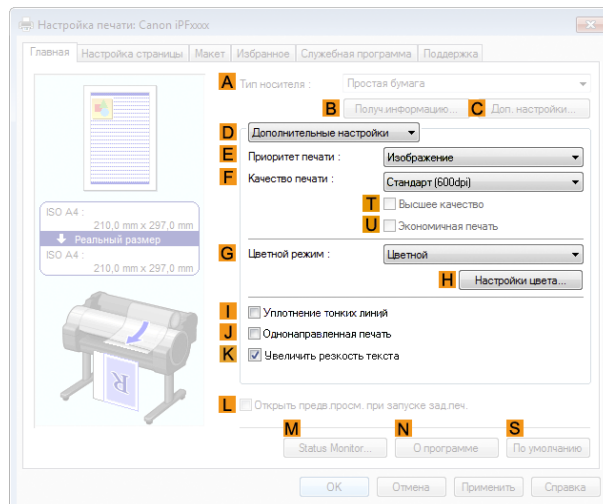 Настройка печати: Canon iPFxxxx
Главная Настройка страницы Макет Избранное Служебная программа Поддержка
A Тип носителя : Простая бумага
B Получ.информацию... C Доп. настройки...
D Дополнительные настройки
E Приоритет печати : Изображение
F Качество печати : Стандарт (600dpi)
T Высшее качество
U Экономичная печать
ISO A4 :
210,0 mm x 297,0 mm
Реальный размер
ISO A4 :
210,0 mm x 297,0 mm
G Цветной режим : Цветной
H Настройки цвета...
I Уплотнение тонких линий
J Однонаправленная печать
K Увеличить резкость текста
R
L Открыть предв.просм. при запуске зад.печ.
M N S
Status Monitor... О программе По умолчанию
OK Отмена Применить Справка